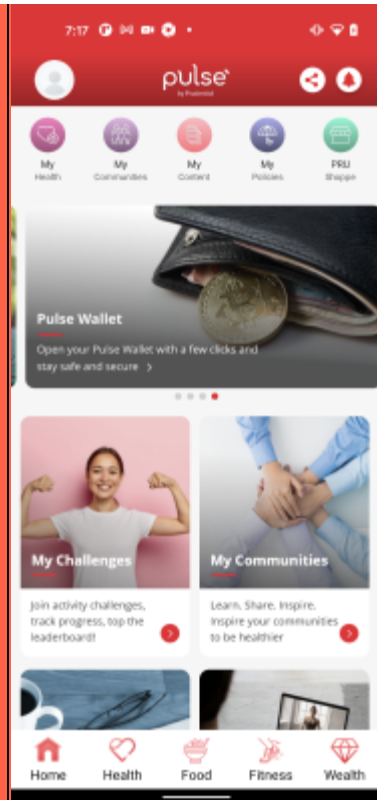 7:17
pulse
by Prudential
My
Health
My
Communities
My
Content
My
Policies
PRU
Shoppe
Pulse Wallet
Open your Pulse Wallet with a few clicks and
stay safe and secure >
My Challenges
Join activity challenges,
track progress, top the
leaderboard!
My Communities
Learn. Share. Inspire.
Inspire your communities
to be healthier
Home
Health
Food
Fitness
Wealth